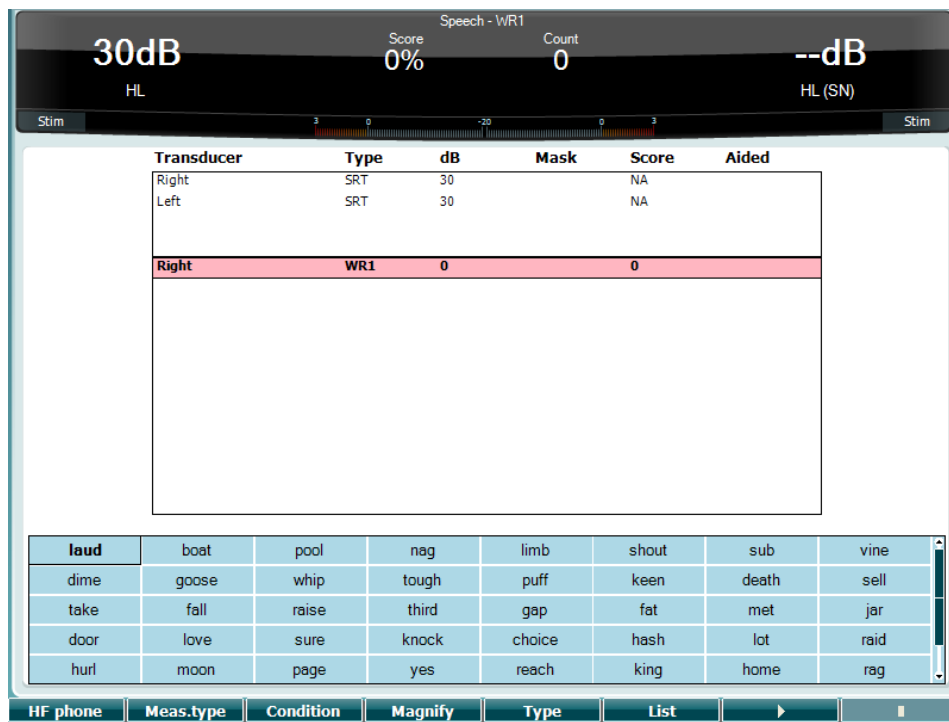 Speech - WR1
30dB Score Count --dB
0% 0
HL HL (SN)
Stim 3 0 -20 0 3 Stim
Transducer Type dB Mask Score Aided
Right SRT 30 NA
Left SRT 30 NA
Right WR1 0 0
laud boat pool nag limb shout sub vine
dime goose whip tough puff keen death sell
take fall raise third gap fat met jar
door love sure knock choice hash lot raid
hurl moon page yes reach king home rag
HF phone Meas.type Condition Magnify Type List